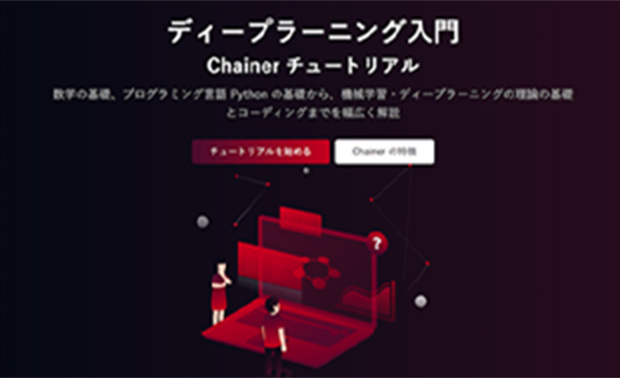 ディープラーニング入門
Chainer チュートリアル
数学の基礎、プログラミング言語 Python の基礎から、機械学習・ディープラーニングの理論の基礎
とコーディングまでを幅広く解説
チュートリアルを始める
Chainer の特徴
?